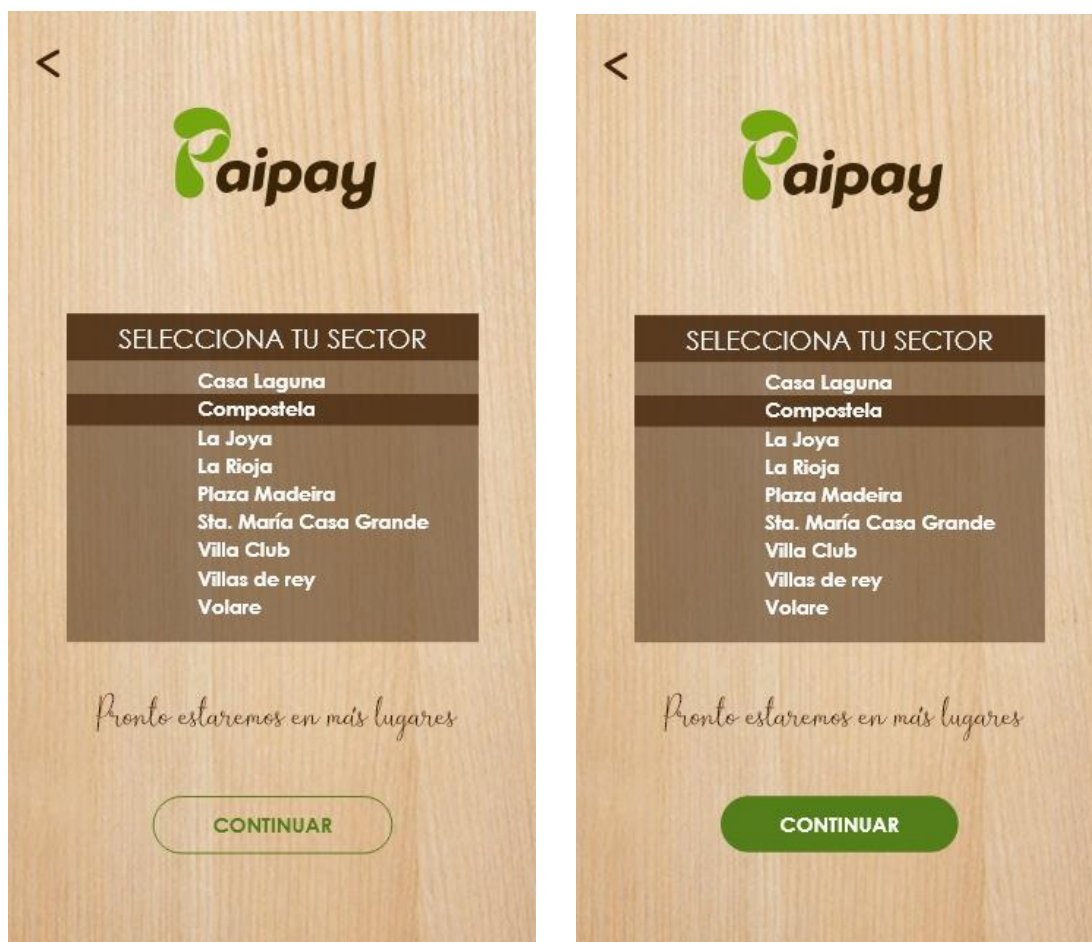 <
Paipay
SELECCIONA TU SECTOR
Casa Laguna
Compostela
La Joya
La Rioja
Plaza Madeira
Sta. María Casa Grande
Villa Club
Villas de rey
Volare
Pronto estaremos en más lugares
CONTINUAR
<
Paipay
SELECCIONA TU SECTOR
Casa Laguna
Compostela
La Joya
La Rioja
Plaza Madeira
Sta. María Casa Grande
Villa Club
Villas de rey
Volare
Pronto estaremos en más lugares
CONTINUAR